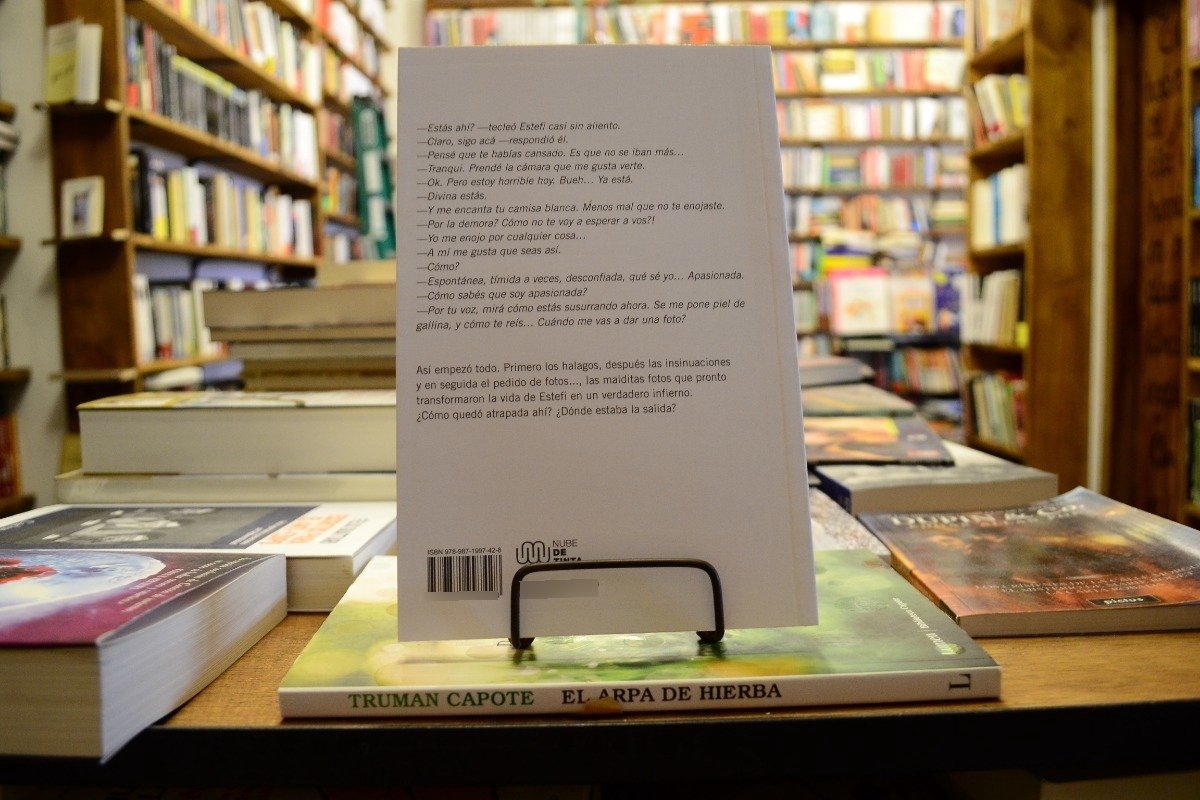 —Estás ahí? —tecleó Estefi casi sin aliento.
—Claro, sigo acá —respondió él.
—Pensé que te habías cansado. Es que no se iban más...
—Tranqui. Prendé la cámara que me gusta verte.
—Ok. Pero estoy horrible hoy. Bueh... Ya está.
—Divina estás.
—Y me encanta tu camisa blanca. Menos mal que no te enojaste.
—Por la demora? Cómo no te voy a esperar a vos?!
—Yo me enojo por cualquier cosa...
—A mí me gusta que seas así.
—Cómo?
—Espontánea, tímida a veces, desconfiada, qué sé yo... Apasionada.
—Cómo sabés que soy apasionada?
—Por tu voz, mirá cómo estás susurrando ahora. Se me pone piel de
gallina, y cómo te reís... Cuándo me vas a dar una foto?
Así empezó todo. Primero los halagos, después las insinuaciones
y en seguida el pedido de fotos..., las malditas fotos que pronto
transformaron la vida de Estefi en un verdadero infierno.
¿Cómo quedó atrapada ahí? ¿Dónde estaba la salida?
ISBN 978-987-1997-42-8
NUBE
DE
TINTA
pictus
TRUMAN CAPOTE EL ARPA DE HIERBA L